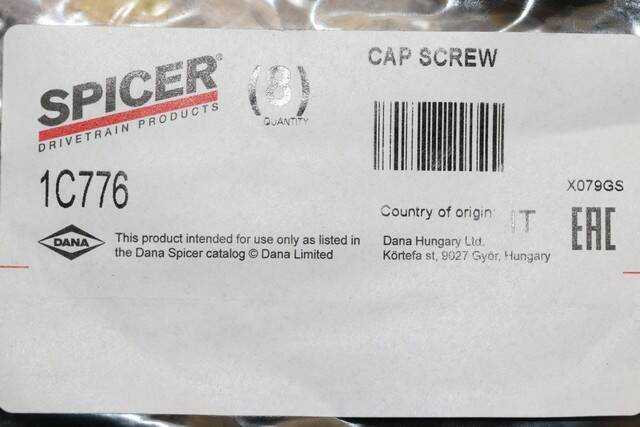 SPICER®
DRIVETRAIN PRODUCTS
(8)
QUANTITY
CAP SCREW
1C776
X079GS
Country of origin: IT
EAC
DANA
This product intended for use only as listed in
the Dana Spicer catalog © Dana Limited
Dana Hungary Ltd.
Körtefa st, 9027 Győr, Hungary